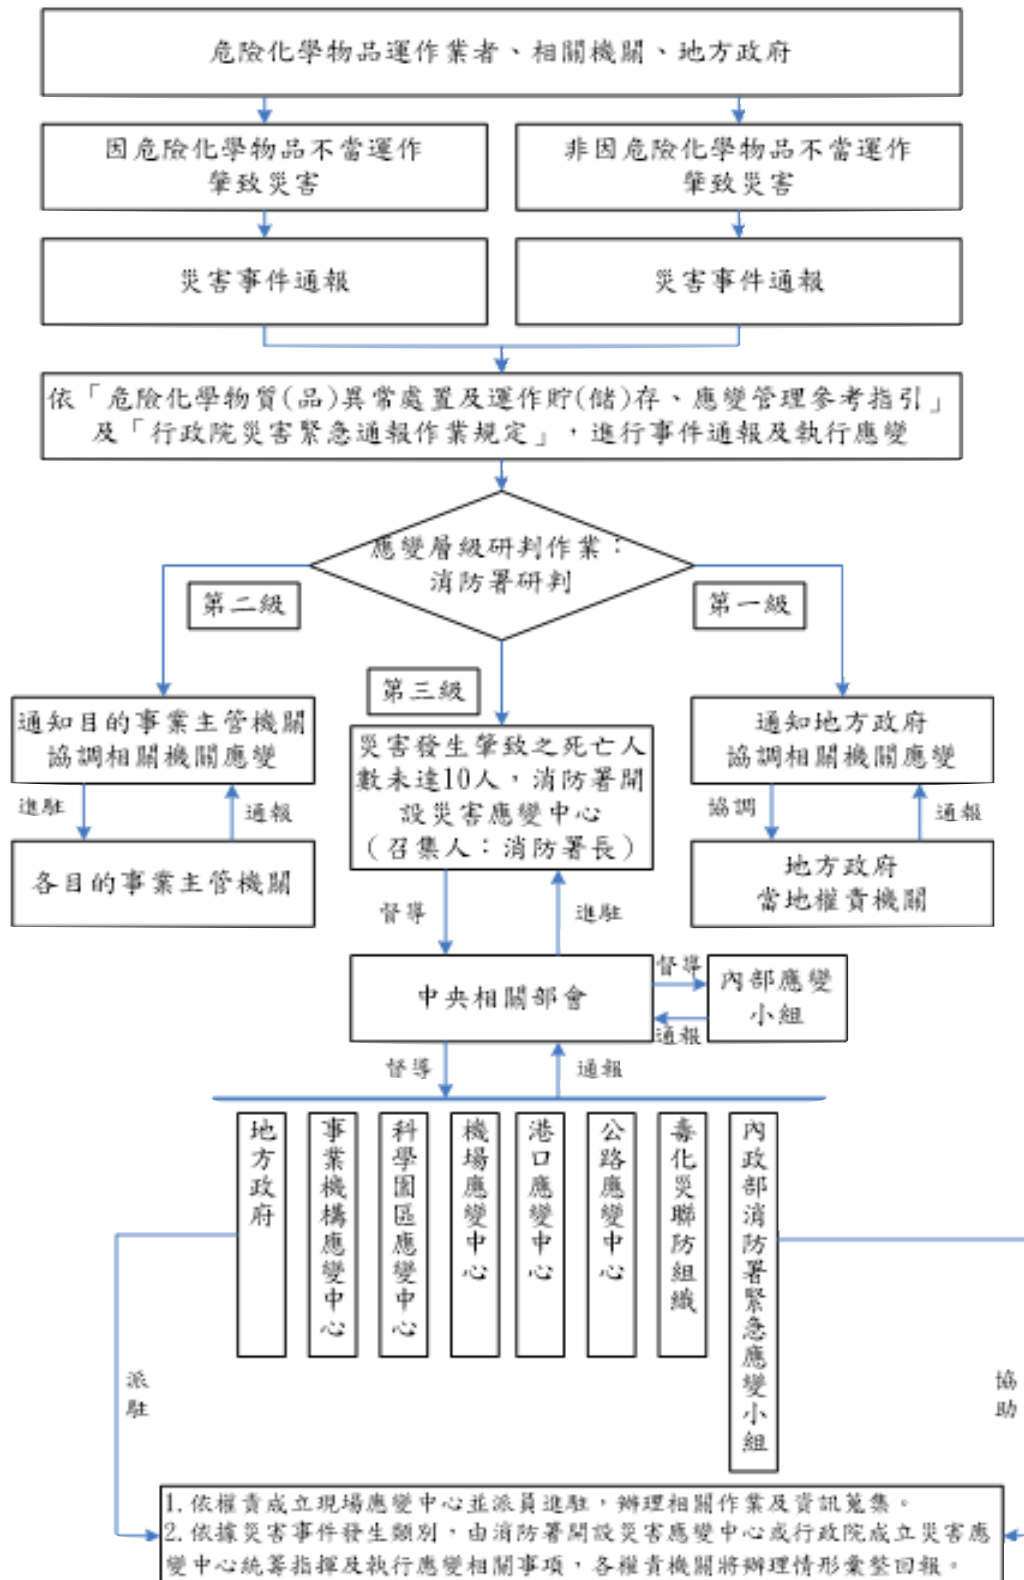 危險化學物品運作業者、相關機關、地方政府
因危險化學物品不當運作
肇致災害
非因危險化學物品不當運作
肇致災害
災害事件通報
災害事件通報
依「危險化學物質(品)異常處置及運作貯(儲)存、應變管理參考指引」
及「行政院災害緊急通報作業規定」，進行事件通報及執行應變
應變層級研判作業：
消防署研判
第二級
第一級
第三級
通知目的事業主管機關
協調相關機關應變
災害發生肇致之死亡人
數未達10人，消防署開
設災害應變中心
（召集人：消防署長）
通知地方政府
協調相關機關應變
進駐
通報
協調
通報
各目的事業主管機關
地方政府
當地權責機關
督導
進駐
中央相關部會
督導
通報
內部應變
小組
督導
通報
地方政府
事業機構應變中心
科學園區應變中心
機場應變中心
港口應變中心
公路應變中心
毒化災聯防組織
內政部消防署緊急應變小組
派駐
協助
1.依權責成立現場應變中心並派員進駐，辦理相關作業及資訊蒐集。
2.依據災害事件發生類別，由消防署開設災害應變中心或行政院成立災害應
變中心統籌指揮及執行應變相關事項，各權責機關將辦理情形彙整回報。